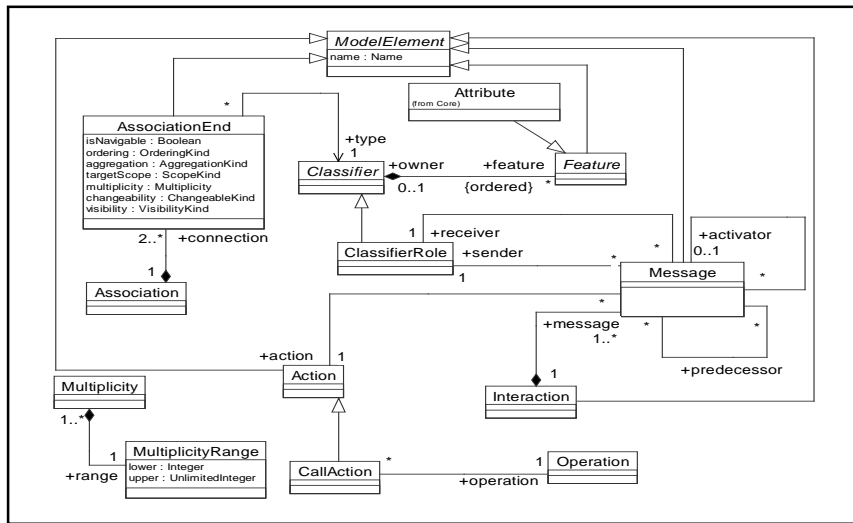 ModelElement
name : Name
Attribute
(from Core)
*
AssociationEnd
isNavigable : Boolean
ordering : OrderingKind
aggregation : AggregationKind
targetScope : ScopeKind
multiplicity : Multiplicity
changeability : ChangeableKind
visibility : VisibilityKind
+type
1
Classifier
+owner
0..1
+feature
{ordered}
*
Feature
2..*
+connection
1
Association
ClassifierRole
1
+receiver
*
+sender
1
*
+activator
0..1
*
Message
*
+message
1..*
*
*
+predecessor
+action
1
Action
1
Interaction
Multiplicity
1..*
1
+range
MultiplicityRange
lower : Integer
upper : UnlimitedInteger
CallAction
*
+operation
1
Operation